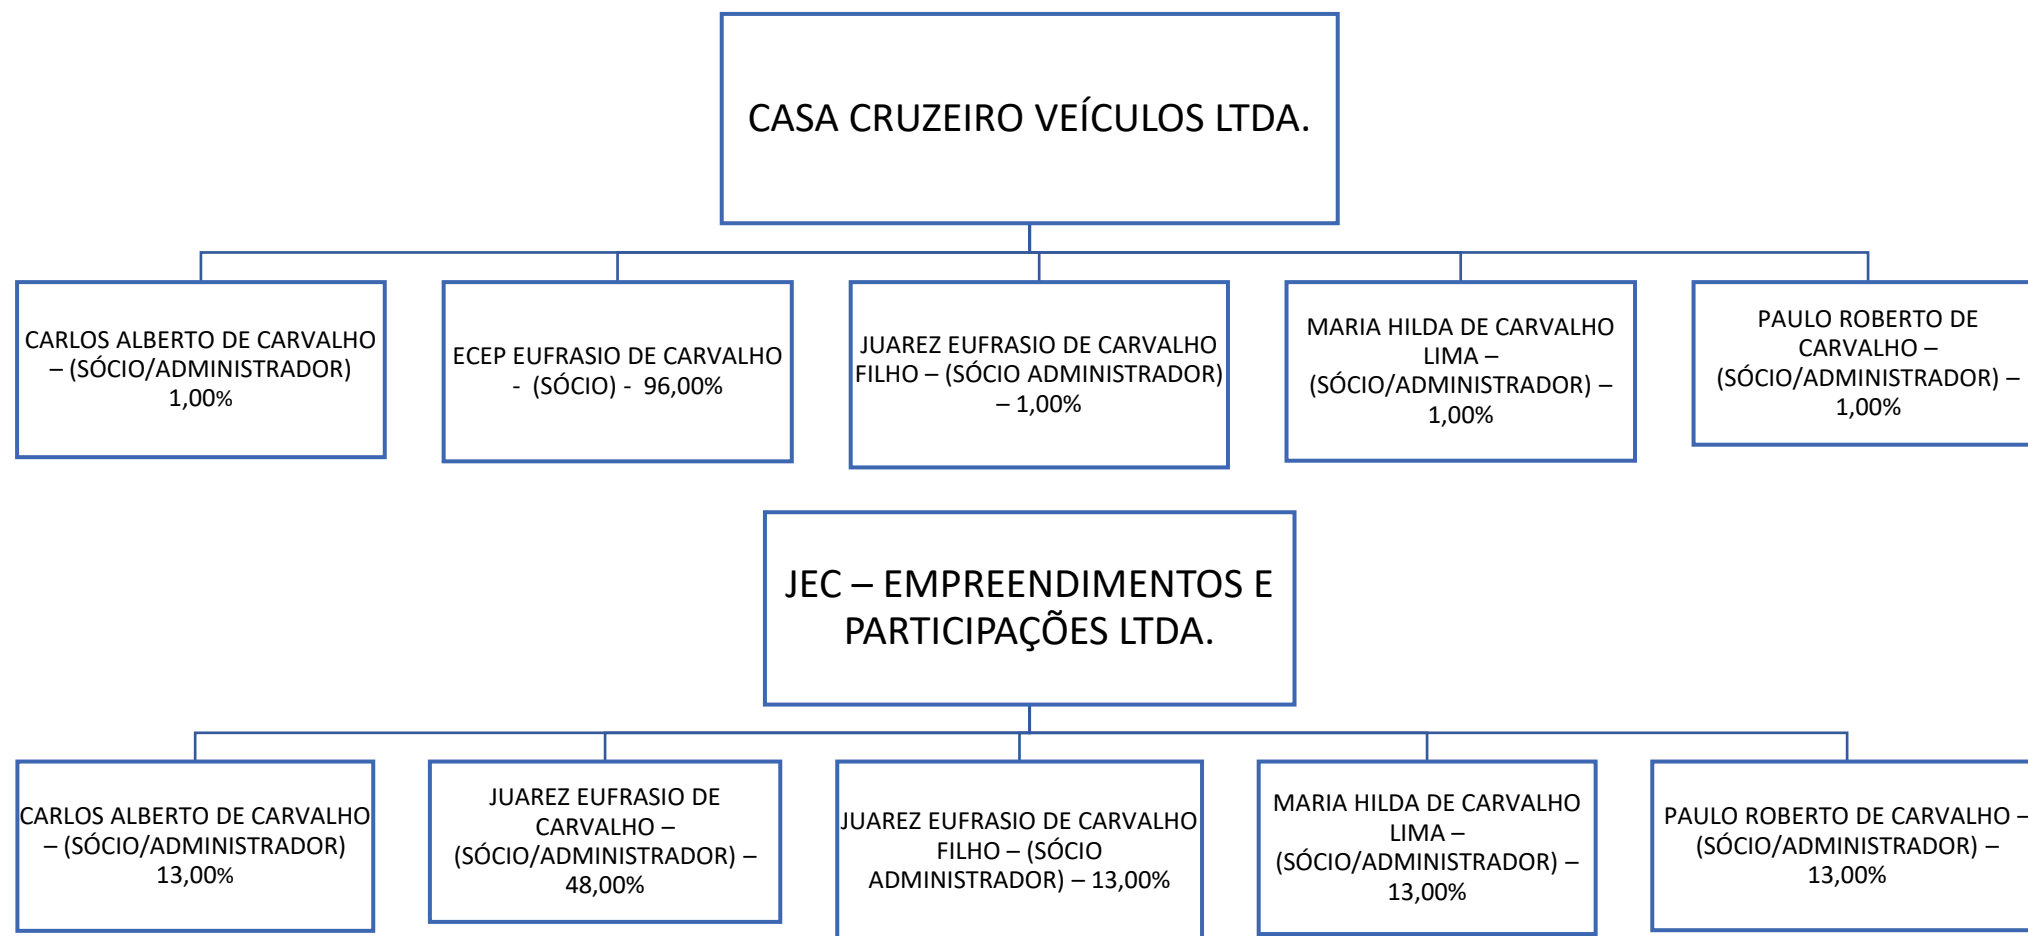 CASA CRUZEIRO VEÍCULOS LTDA.
CARLOS ALBERTO DE CARVALHO
– (SÓCIO/ADMINISTRADOR)
1,00%
ECEP EUFRASIO DE CARVALHO
- (SÓCIO) - 96,00%
JUAREZ EUFRASIO DE CARVALHO
FILHO – (SÓCIO ADMINISTRADOR)
– 1,00%
MARIA HILDA DE CARVALHO
LIMA –
(SÓCIO/ADMINISTRADOR) –
1,00%
PAULO ROBERTO DE
CARVALHO –
(SÓCIO/ADMINISTRADOR) –
1,00%
JEC – EMPREENDIMENTOS E
PARTICIPAÇÕES LTDA.
CARLOS ALBERTO DE CARVALHO
– (SÓCIO/ADMINISTRADOR)
13,00%
JUAREZ EUFRASIO DE
CARVALHO –
(SÓCIO/ADMINISTRADOR) –
48,00%
JUAREZ EUFRASIO DE CARVALHO
FILHO – (SÓCIO
ADMINISTRADOR) – 13,00%
MARIA HILDA DE CARVALHO
LIMA –
(SÓCIO/ADMINISTRADOR) –
13,00%
PAULO ROBERTO DE CARVALHO –
(SÓCIO/ADMINISTRADOR) –
13,00%